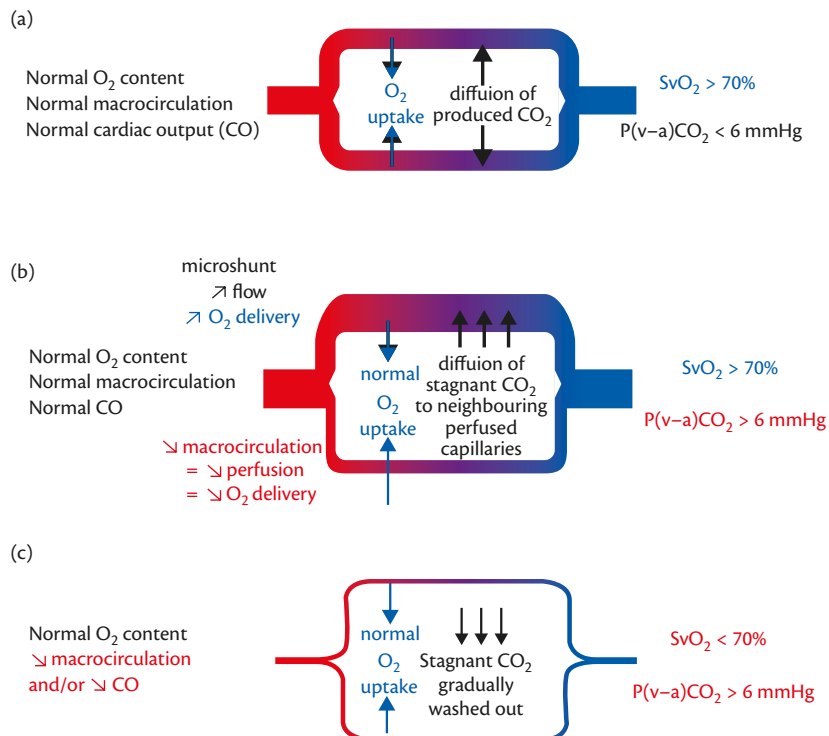 (a)
Normal O₂ content
Normal macrocirculation
Normal cardiac output (CO)
O₂
uptake
diffuion of
produced CO₂
SvO₂ > 70%
P(v–a)CO₂ < 6 mmHg
(b)
microshunt
↗ flow
↗ O₂ delivery
Normal O₂ content
Normal macrocirculation
Normal CO
↘ macrocirculation
= ↘ perfusion
= ↘ O₂ delivery
normal
O₂
uptake
diffuion of
stagnant CO₂
to neighbouring
perfused
capillaries
SvO₂ > 70%
P(v–a)CO₂ > 6 mmHg
(c)
Normal O₂ content
↘ macrocirculation
and/or ↘ CO
normal
O₂
uptake
Stagnant CO₂
gradually
washed out
SvO₂ < 70%
P(v–a)CO₂ > 6 mmHg